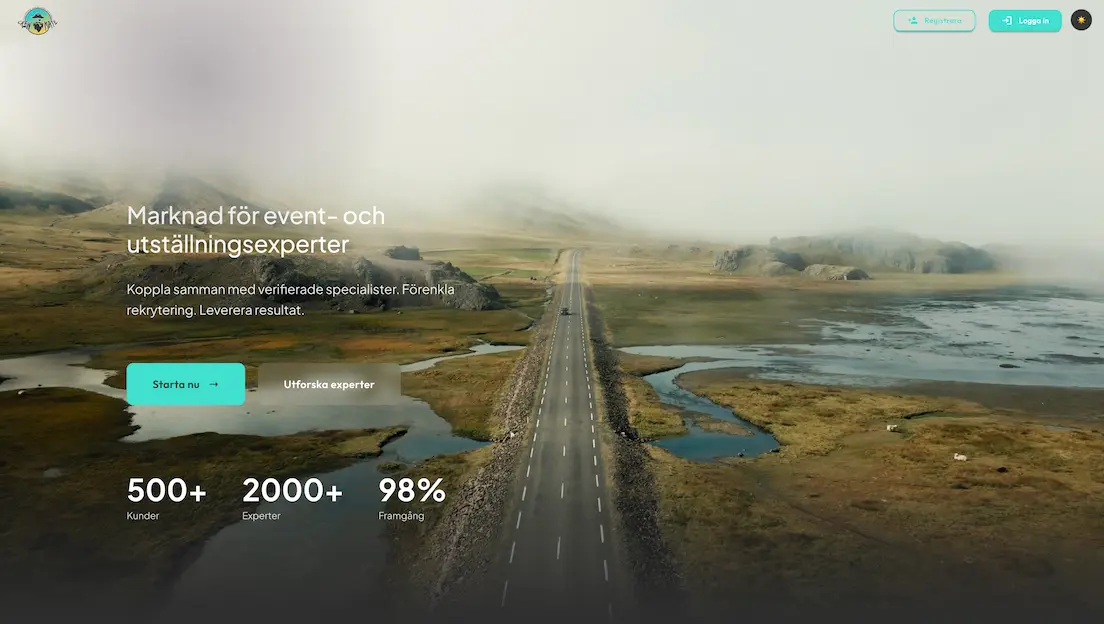 Registrera
Logga in
Marknad för event- och
utställningsexperter
Koppla samman med verifierade specialister. Förenkla
rekrytering. Leverera resultat.
Starta nu →
Utforska experter
500+ 2000+ 98%
Kunder Experter Framgång